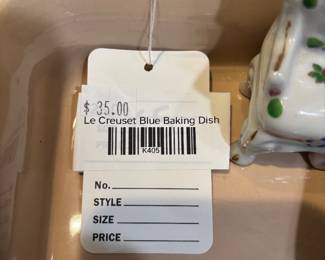 $ 35.00
Le Creuset Blue Baking Dish
K405
No.
STYLE
SIZE
PRICE